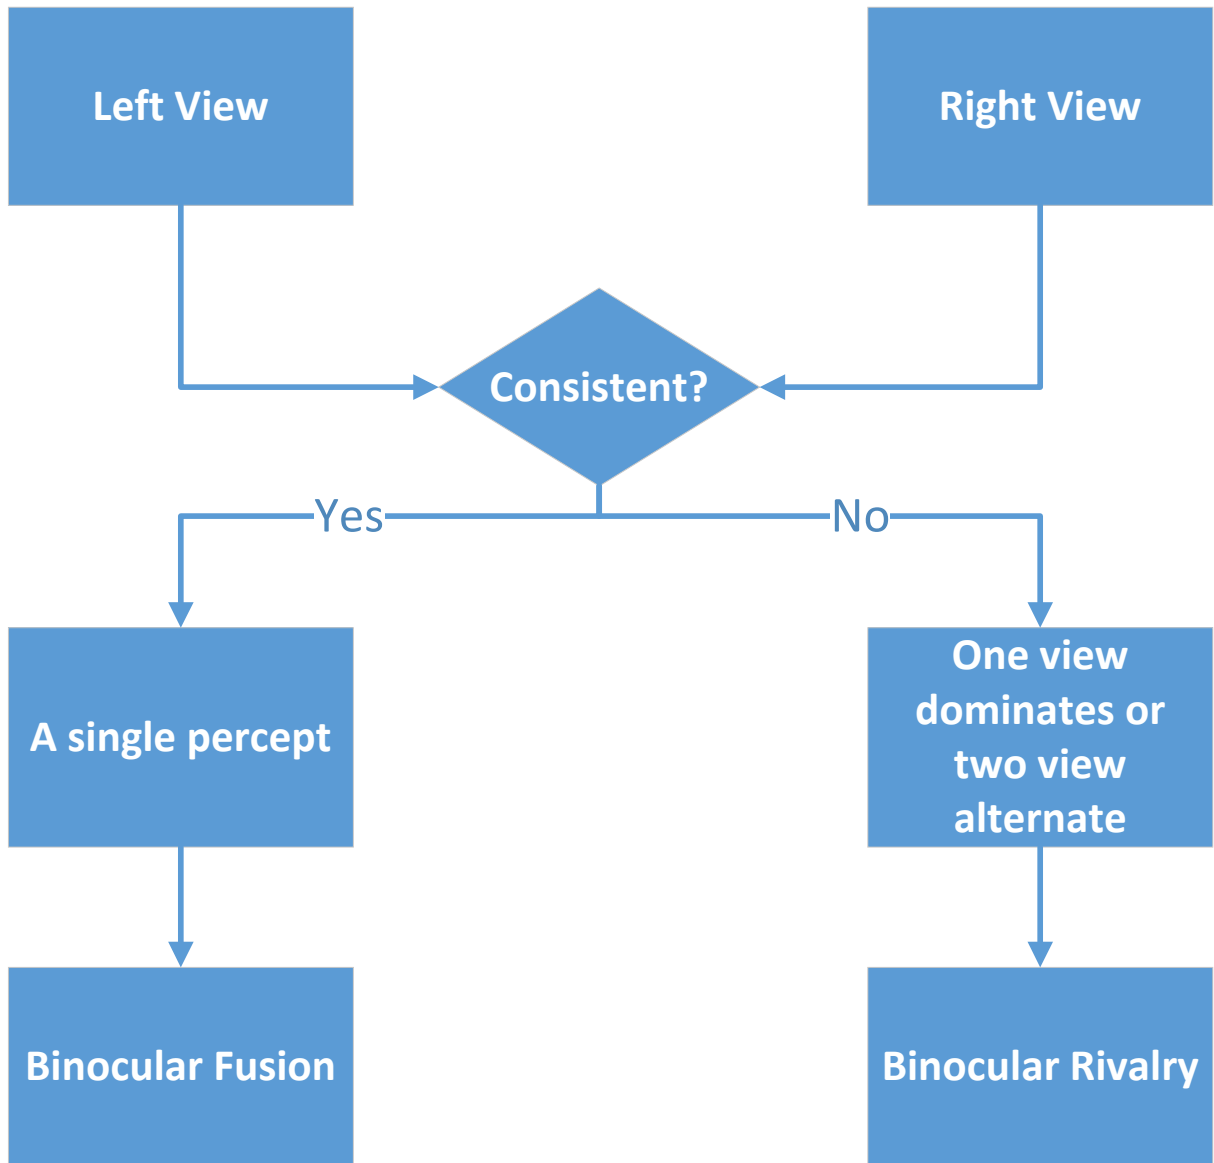 Left View
Right View
Consistent?
Yes
No
A single percept
One view
dominates or
two view
alternate
Binocular Fusion
Binocular Rivalry